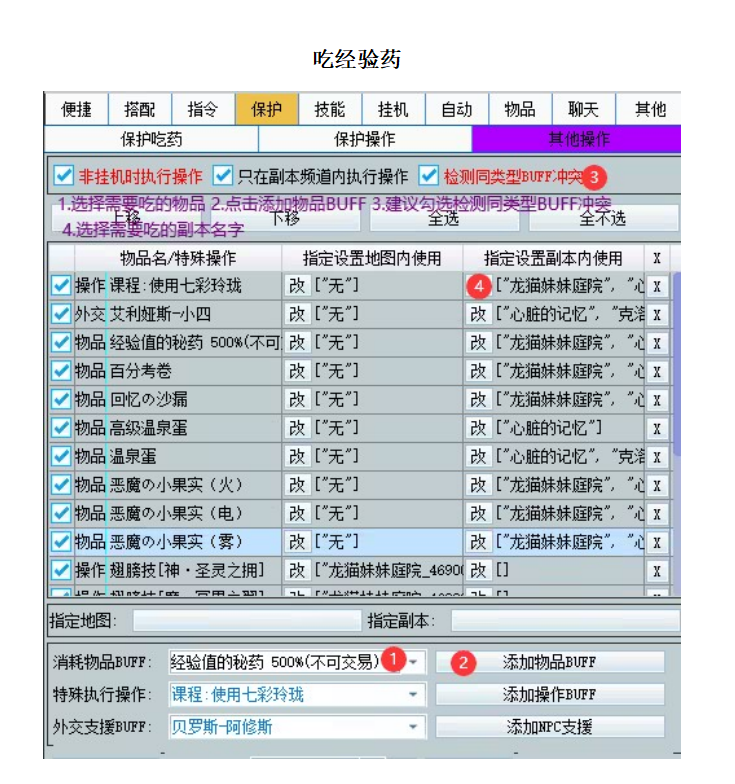 吃经验药
便捷 搭配 指令 保护 技能 挂机 自动 物品 聊天 其他
保护吃药 保护操作 其他操作
非挂机时执行操作 只在副本频道内执行操作 检测同类型BUFF冲突 3
1.选择需要吃的物品 2.点击添加物品BUFF 3.建议勾选检测同类型BUFF冲突
上移 下移 全选 全不选
4.选择需要吃的副本名字
物品名/特殊操作 指定设置地图内使用 指定设置副本内使用 X
操作 课程:使用七彩玲珑 改 ["无"] 4 ["龙猫妹妹庭院", "心 X
外交 艾利娅斯-小四 改 ["无"] 改 ["心脏的记忆", "克洛 X
物品 经验值的秘药 500%(不可 改 ["无"] 改 ["龙猫妹妹庭院", "心 X
物品 百分考卷 改 ["无"] 改 ["龙猫妹妹庭院", "心 X
物品 回忆の沙漏 改 ["无"] 改 ["龙猫妹妹庭院", "心 X
物品 高级温泉蛋 改 ["无"] 改 ["心脏的记忆"] X
物品 温泉蛋 改 ["无"] 改 ["心脏的记忆", "克洛 X
物品 恶魔の小果实（火） 改 ["无"] 改 ["龙猫妹妹庭院", "心 X
物品 恶魔の小果实（电） 改 ["无"] 改 ["龙猫妹妹庭院", "心 X
物品 恶魔の小果实（雾） 改 ["无"] 改 ["龙猫妹妹庭院", "心 X
操作 翅膀技[神·圣灵之拥] 改 ["龙猫妹妹庭院_4690 改 [] X
指定地图: 指定副本:
消耗物品BUFF: 经验值的秘药 500%(不可交易) 1 2 添加物品BUFF
特殊执行操作: 课程:使用七彩玲珑 添加操作BUFF
外交支援BUFF: 贝罗斯-阿修斯 添加NPC支援